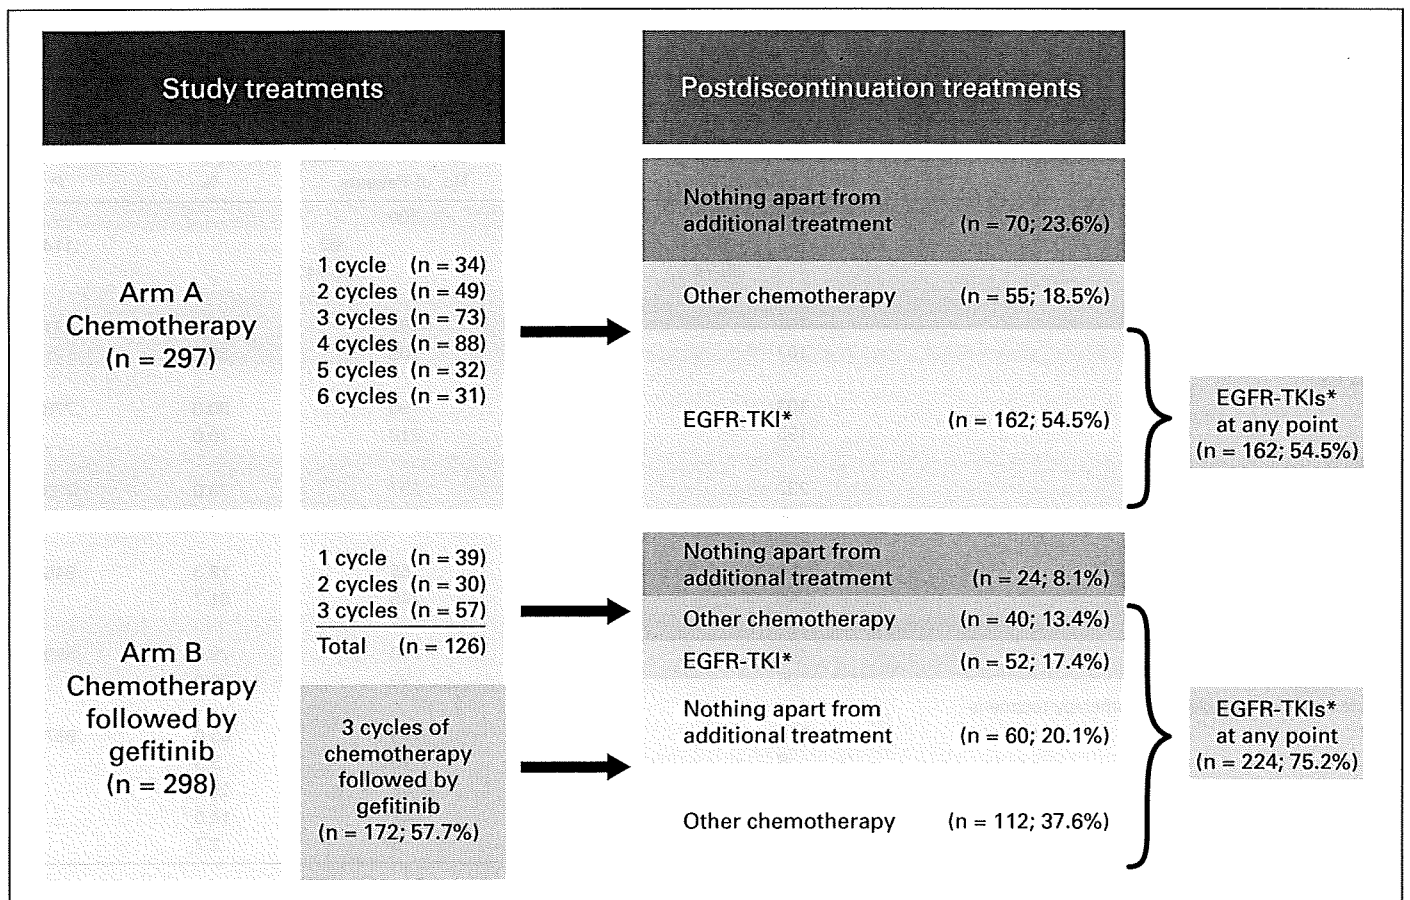 Study treatments
Postdiscontinuation treatments
Arm A
Chemotherapy
(n = 297)
1 cycle (n = 34)
2 cycles (n = 49)
3 cycles (n = 73)
4 cycles (n = 88)
5 cycles (n = 32)
6 cycles (n = 31)
Nothing apart from
additional treatment (n = 70; 23.6%)
Other chemotherapy (n = 55; 18.5%)
EGFR-TKI* (n = 162; 54.5%)
EGFR-TKIs*
at any point
(n = 162; 54.5%)
Arm B
Chemotherapy
followed by
gefitinib
(n = 298)
1 cycle (n = 39)
2 cycles (n = 30)
3 cycles (n = 57)
Total (n = 126)
3 cycles of
chemotherapy
followed by
gefitinib
(n = 172; 57.7%)
Nothing apart from
additional treatment (n = 24; 8.1%)
Other chemotherapy (n = 40; 13.4%)
EGFR-TKI* (n = 52; 17.4%)
Nothing apart from
additional treatment (n = 60; 20.1%)
Other chemotherapy (n = 112; 37.6%)
EGFR-TKIs*
at any point
(n = 224; 75.2%)